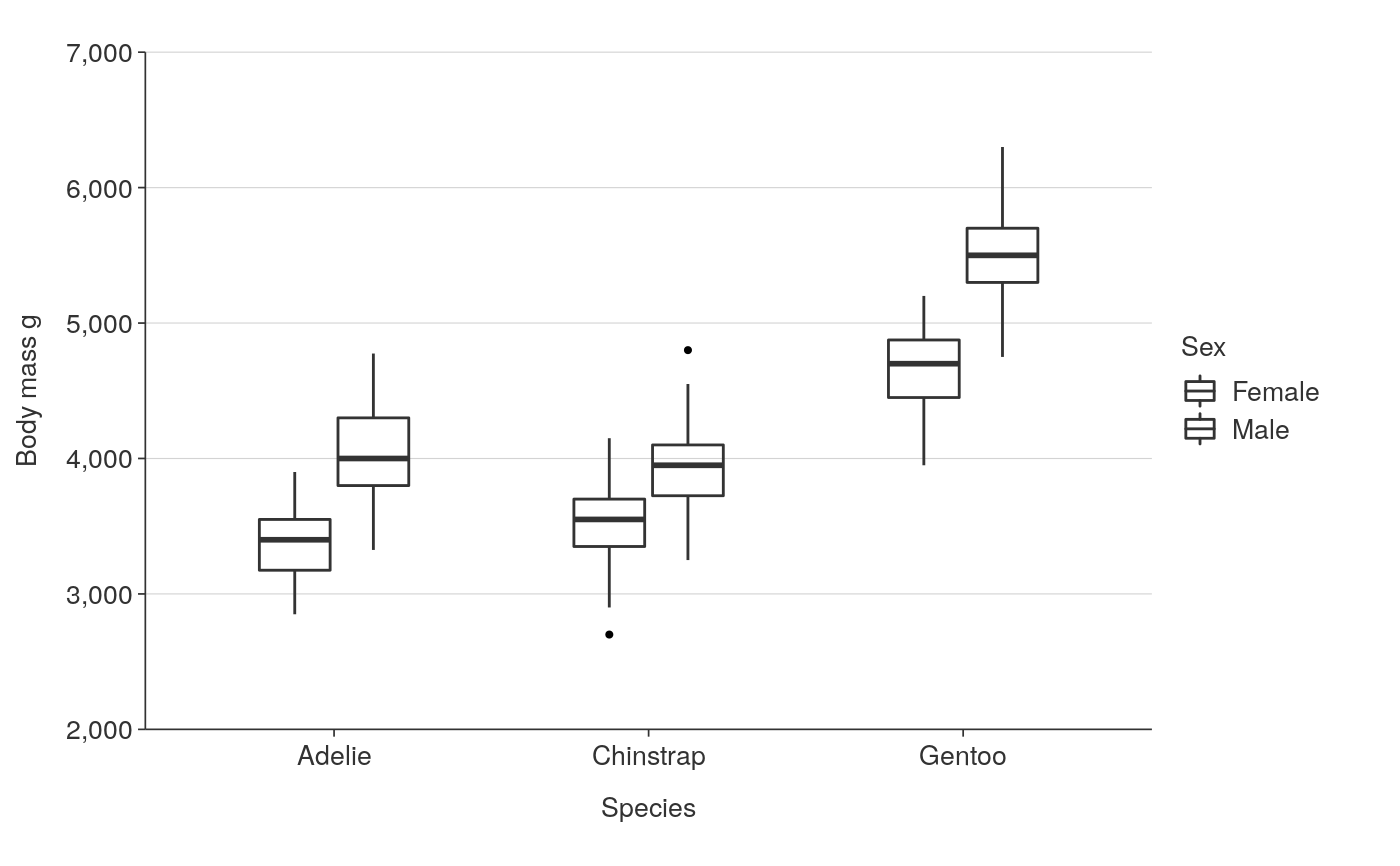 7,000
6,000
5,000
4,000
3,000
2,000
Body mass g
Adelie Chinstrap Gentoo
Species
Sex
Female
Male